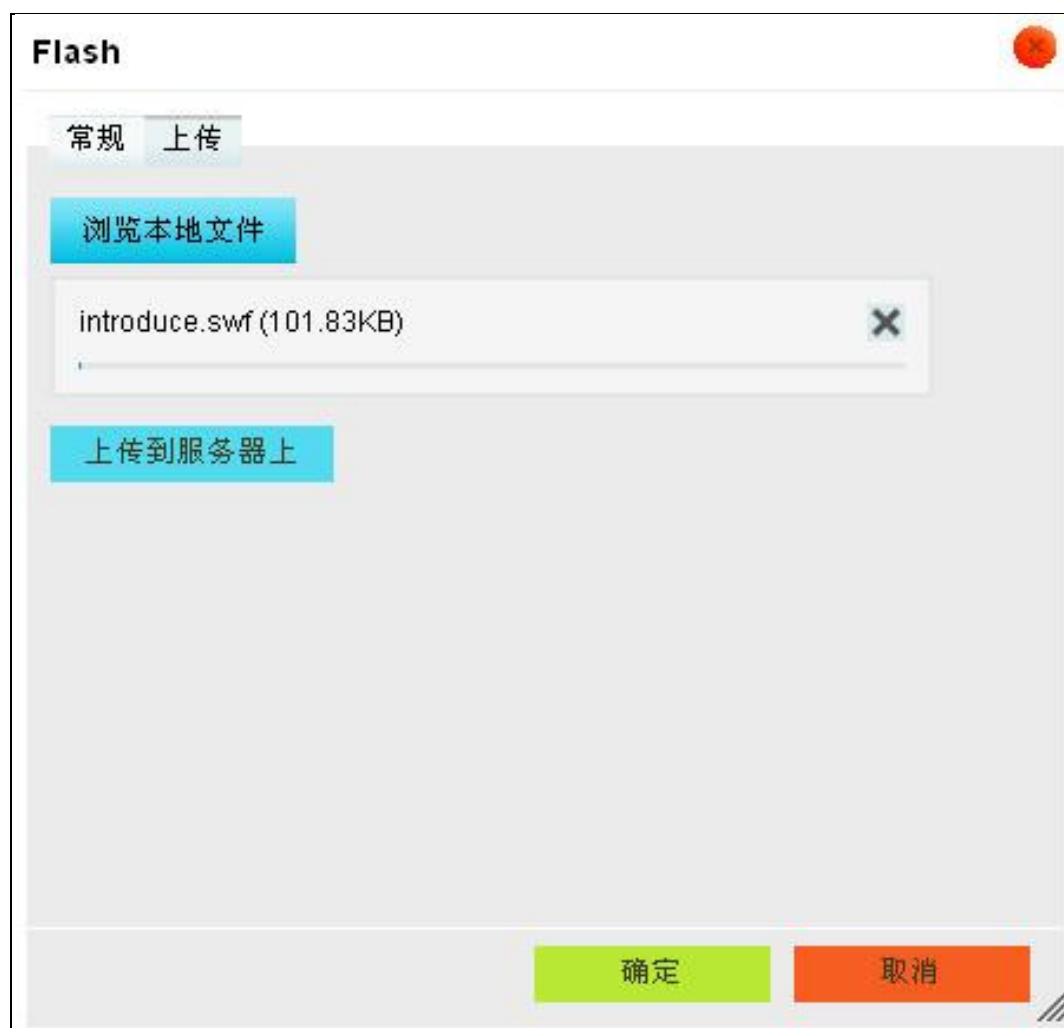 Flash
常规 上传
浏览本地文件
introduce.swf (101.83KB)
上传到服务器上
确定 取消